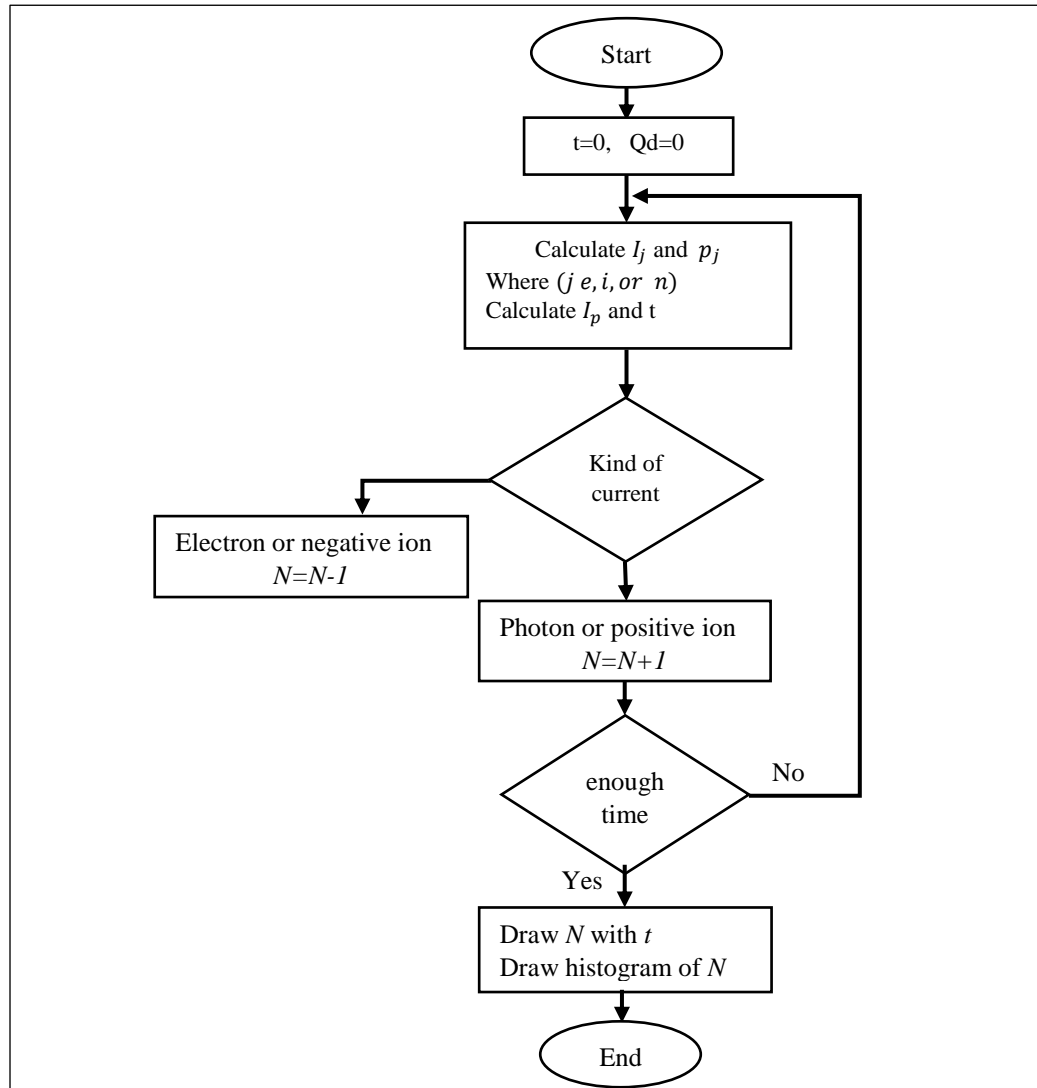 Start
t=0, Qd=0
Calculate I_j and p_j
Where (j e, i, or n)
Calculate I_p and t
Kind of
current
Electron or negative ion
N=N-1
Photon or positive ion
N=N+1
enough
time
No
Yes
Draw N with t
Draw histogram of N
End